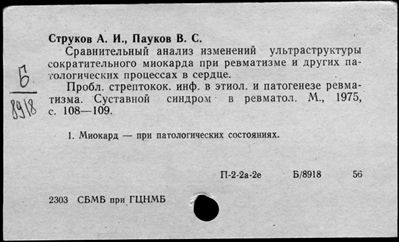 Струков А. И., Пауков В. С.
Сравнительный анализ изменений ультраструктуры
сократительного миокарда при ревматизме и других па-
тологических процессах в сердце.
Пробл. стрептокок. инф. в этиол. и патогенезе ревма-
тизма. Суставной синдром в ревматол. М., 1975,
с. 108—109.
Б
8918
1. Миокард — при патологических состояниях.
П-2-2а-2е Б/8918 56
2303 СБМБ при ГЦНМБ